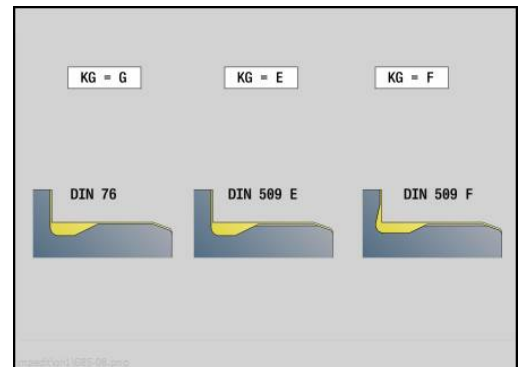 KG = G KG = E KG = F
DIN 76 DIN 509 E DIN 509 F